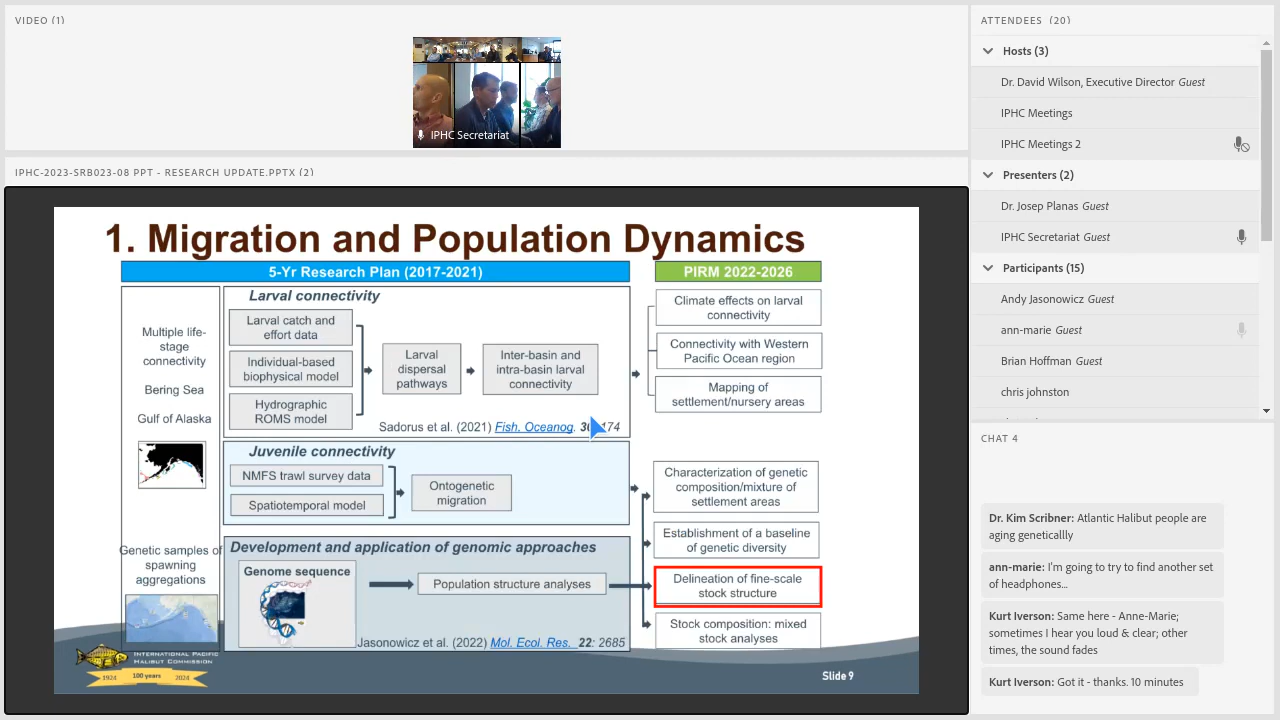 VIDEO (1)
IPHC Secretariat
IPHC-2023-SRB023-08 PPT - RESEARCH UPDATE.PPTX (2)
1. Migration and Population Dynamics
5-Yr Research Plan (2017-2021)
PIRM 2022-2026
Multiple life-
stage
connectivity
Bering Sea
Gulf of Alaska
Genetic samples of
spawning
aggregations
Larval connectivity
Larval catch and
effort data
Individual-based
biophysical model
Hydrographic
ROMS model
Larval
dispersal
pathways
Inter-basin and
intra-basin larval
connectivity
Sadorus et al. (2021) Fish. Oceanog. 174
Juvenile connectivity
NMFS trawl survey data
Spatiotemporal model
Ontogenetic
migration
Development and application of genomic approaches
Genome sequence
Population structure analyses
Jasonowicz et al. (2022) Mol. Ecol. Res. 22: 2685
Climate effects on larval
connectivity
Connectivity with Western
Pacific Ocean region
Mapping of
settlement/nursery areas
Characterization of genetic
composition/mixture of
settlement areas
Establishment of a baseline
of genetic diversity
Delineation of fine-scale
stock structure
Stock composition: mixed
stock analyses
INTERNATIONAL PACIFIC
HALIBUT COMMISSION
1924 100 years 2024
Slide 9
ATTENDEES (20)
Hosts (3)
Dr. David Wilson, Executive Director Guest
IPHC Meetings
IPHC Meetings 2
Presenters (2)
Dr. Josep Planas Guest
IPHC Secretariat Guest
Participants (15)
Andy Jasonowicz Guest
ann-marie Guest
Brian Hoffman Guest
chris johnston
CHAT 4
Dr. Kim Scribner: Atlantic Halibut people are
aging geneticallly
ann-marie: I'm going to try to find another set
of headphones..
Kurt Iverson: Same here - Anne-Marie;
sometimes I hear you loud & clear; other
times, the sound fades
Kurt Iverson: Got it - thanks. 10 minutes